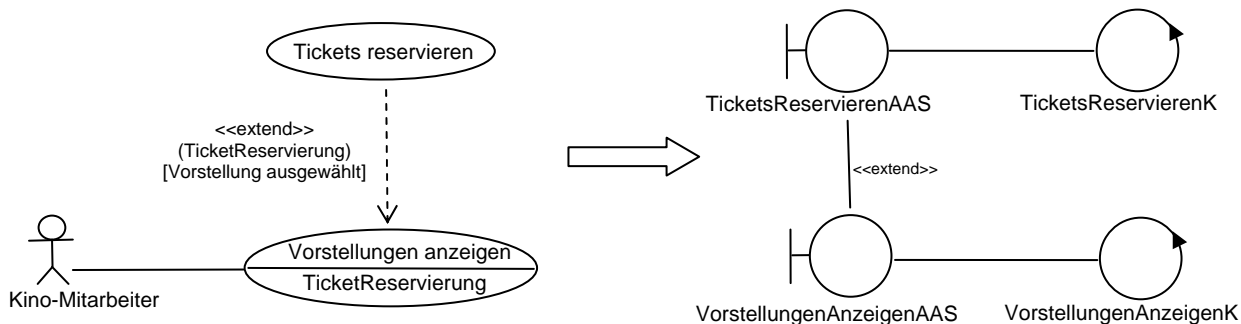 Tickets reservieren
<<extend>>
(TicketReservierung)
[Vorstellung ausgewählt]
Vorstellungen anzeigen
TicketReservierung
Kino-Mitarbeiter
TicketsReservierenAAS
TicketsReservierenK
<<extend>>
VorstellungenAnzeigenAAS
VorstellungenAnzeigenK